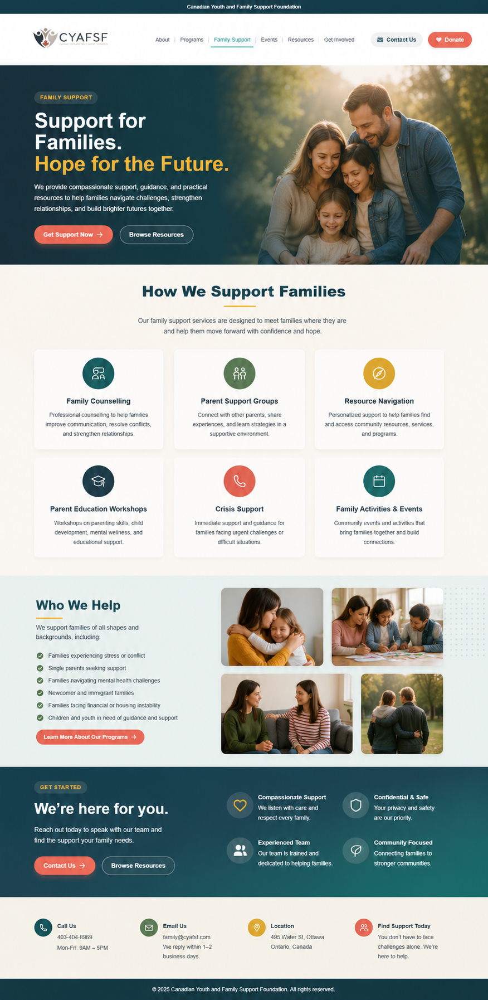 Canadian Youth and Family Support Foundation
CYAFSF
About
Programs
Family Support
Events
Resources
Get Involved
Contact Us
Donate
FAMILY SUPPORT
Support for
Families.
Hope for the Future.
We provide compassionate support, guidance, and practical
resources to help families navigate challenges, strengthen
relationships, and build brighter futures together.
Get Support Now →
Browse Resources
How We Support Families
Our family support services are designed to meet families where they are
and help them move forward with confidence and hope.
Family Counselling
Professional counselling to help families
improve communication, resolve conflicts,
and strengthen relationships.
Parent Support Groups
Connect with other parents, share
experiences, and learn strategies in a
supportive environment.
Resource Navigation
Personalized support to help families find
and access community resources, services,
and programs.
Parent Education Workshops
Workshops on parenting skills, child
development, mental wellness, and
educational support.
Crisis Support
Immediate support and guidance for
families facing urgent challenges or
dfflicult situations.
Family Activities & Events
Community events and activities that
bring families together and build
connections.
Who We Help
We support families of all shapes and
backgrounds, including:
Families experiencing stress or conflict
Single parents seeking support
Families navigating mental health challenges
Newcomer and immigrant families
Families facing financial or housing instability
Children and youth in need of guidance and support
Learn More About Our Programs →
GET STARTED
We're here for you.
Reach out today to speak with our team and
find the support your family needs.
Contact Us →
Browse Resources
Compassionate Support
We listen with care and
respect every family.
Confidential & Safe
Your privacy and safety
are our priority.
Experienced Team
Our team is trained and
dedicated to helping families.
Community Focused
Connecting families to
stronger communities.
Call Us
403-404-8969
Mon-Fri: 9AM – 5PM
Email Us
family@cyafsf.com
We reply within 1–2
business days.
Location
495 Water St, Ottawa
Ontario, Canada
Find Support Today
You don't have to face
challenges alone. We're
here to help.
© 2025 Canadian Youth and Family Support Foundation. All rights reserved.